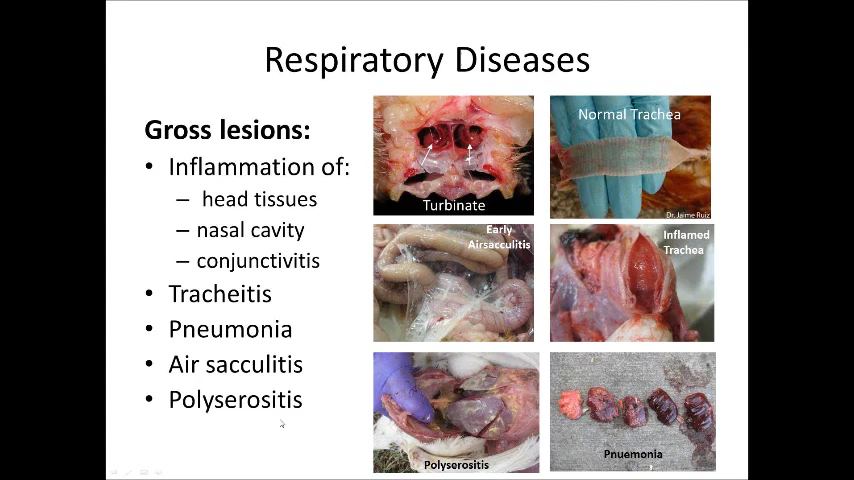 Respiratory Diseases
Gross lesions:
• Inflammation of:
– head tissues
– nasal cavity
– conjunctivitis
• Tracheitis
• Pneumonia
• Air sacculitis
• Polyserositis
Turbinate
Normal Trachea
Dr. Jaime Ruiz
Early
Airsacculitis
Inflamed
Trachea
Polyserositis
Pnuemonia